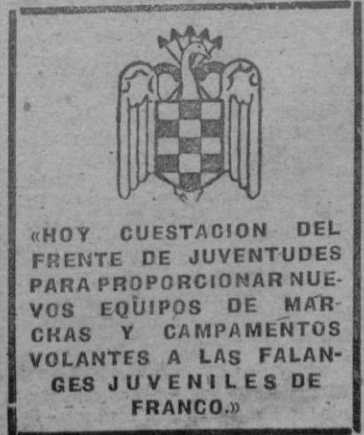 «HOY CUESTACION DEL
FRENTE DE JUVENTUDES
PARA PROPORCIONAR NUE-
VOS EQUIPOS DE MAR-
CHAS Y CAMPAMENTOS
VOLANTES A LAS FALAN-
GES JUVENILES DE
FRANCO.»